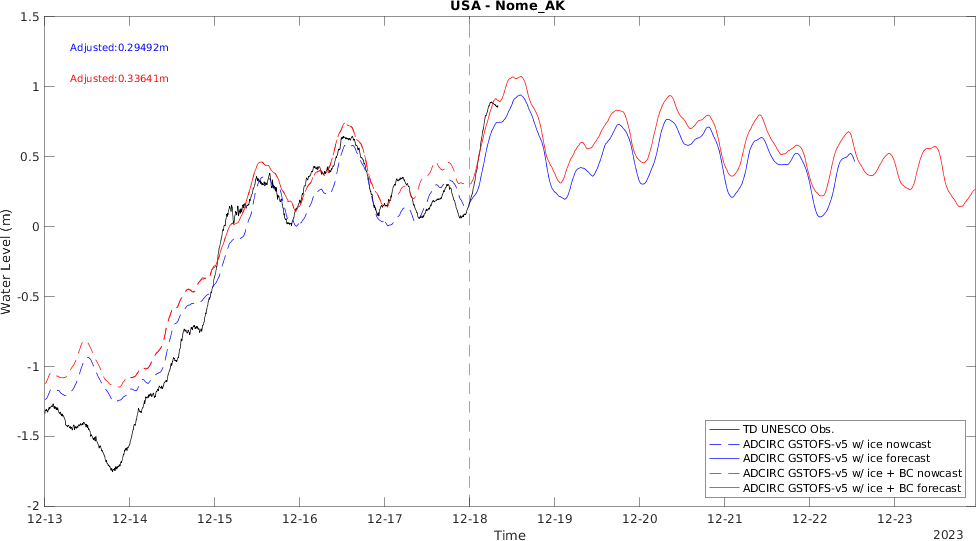 USA - Nome_AK
Adjusted:0.29492m
Adjusted:0.33641m
Water Level (m)
1.5
1
0.5
0
-0.5
-1
-1.5
-2
TD UNESCO Obs.
ADCIRC GSTOFS-v5 w/ ice nowcast
ADCIRC GSTOFS-v5 w/ ice forecast
ADCIRC GSTOFS-v5 w/ ice + BC nowcast
ADCIRC GSTOFS-v5 w/ ice + BC forecast
12-13 12-14 12-15 12-16 12-17 12-18 12-19 12-20 12-21 12-22 12-23
Time
2023